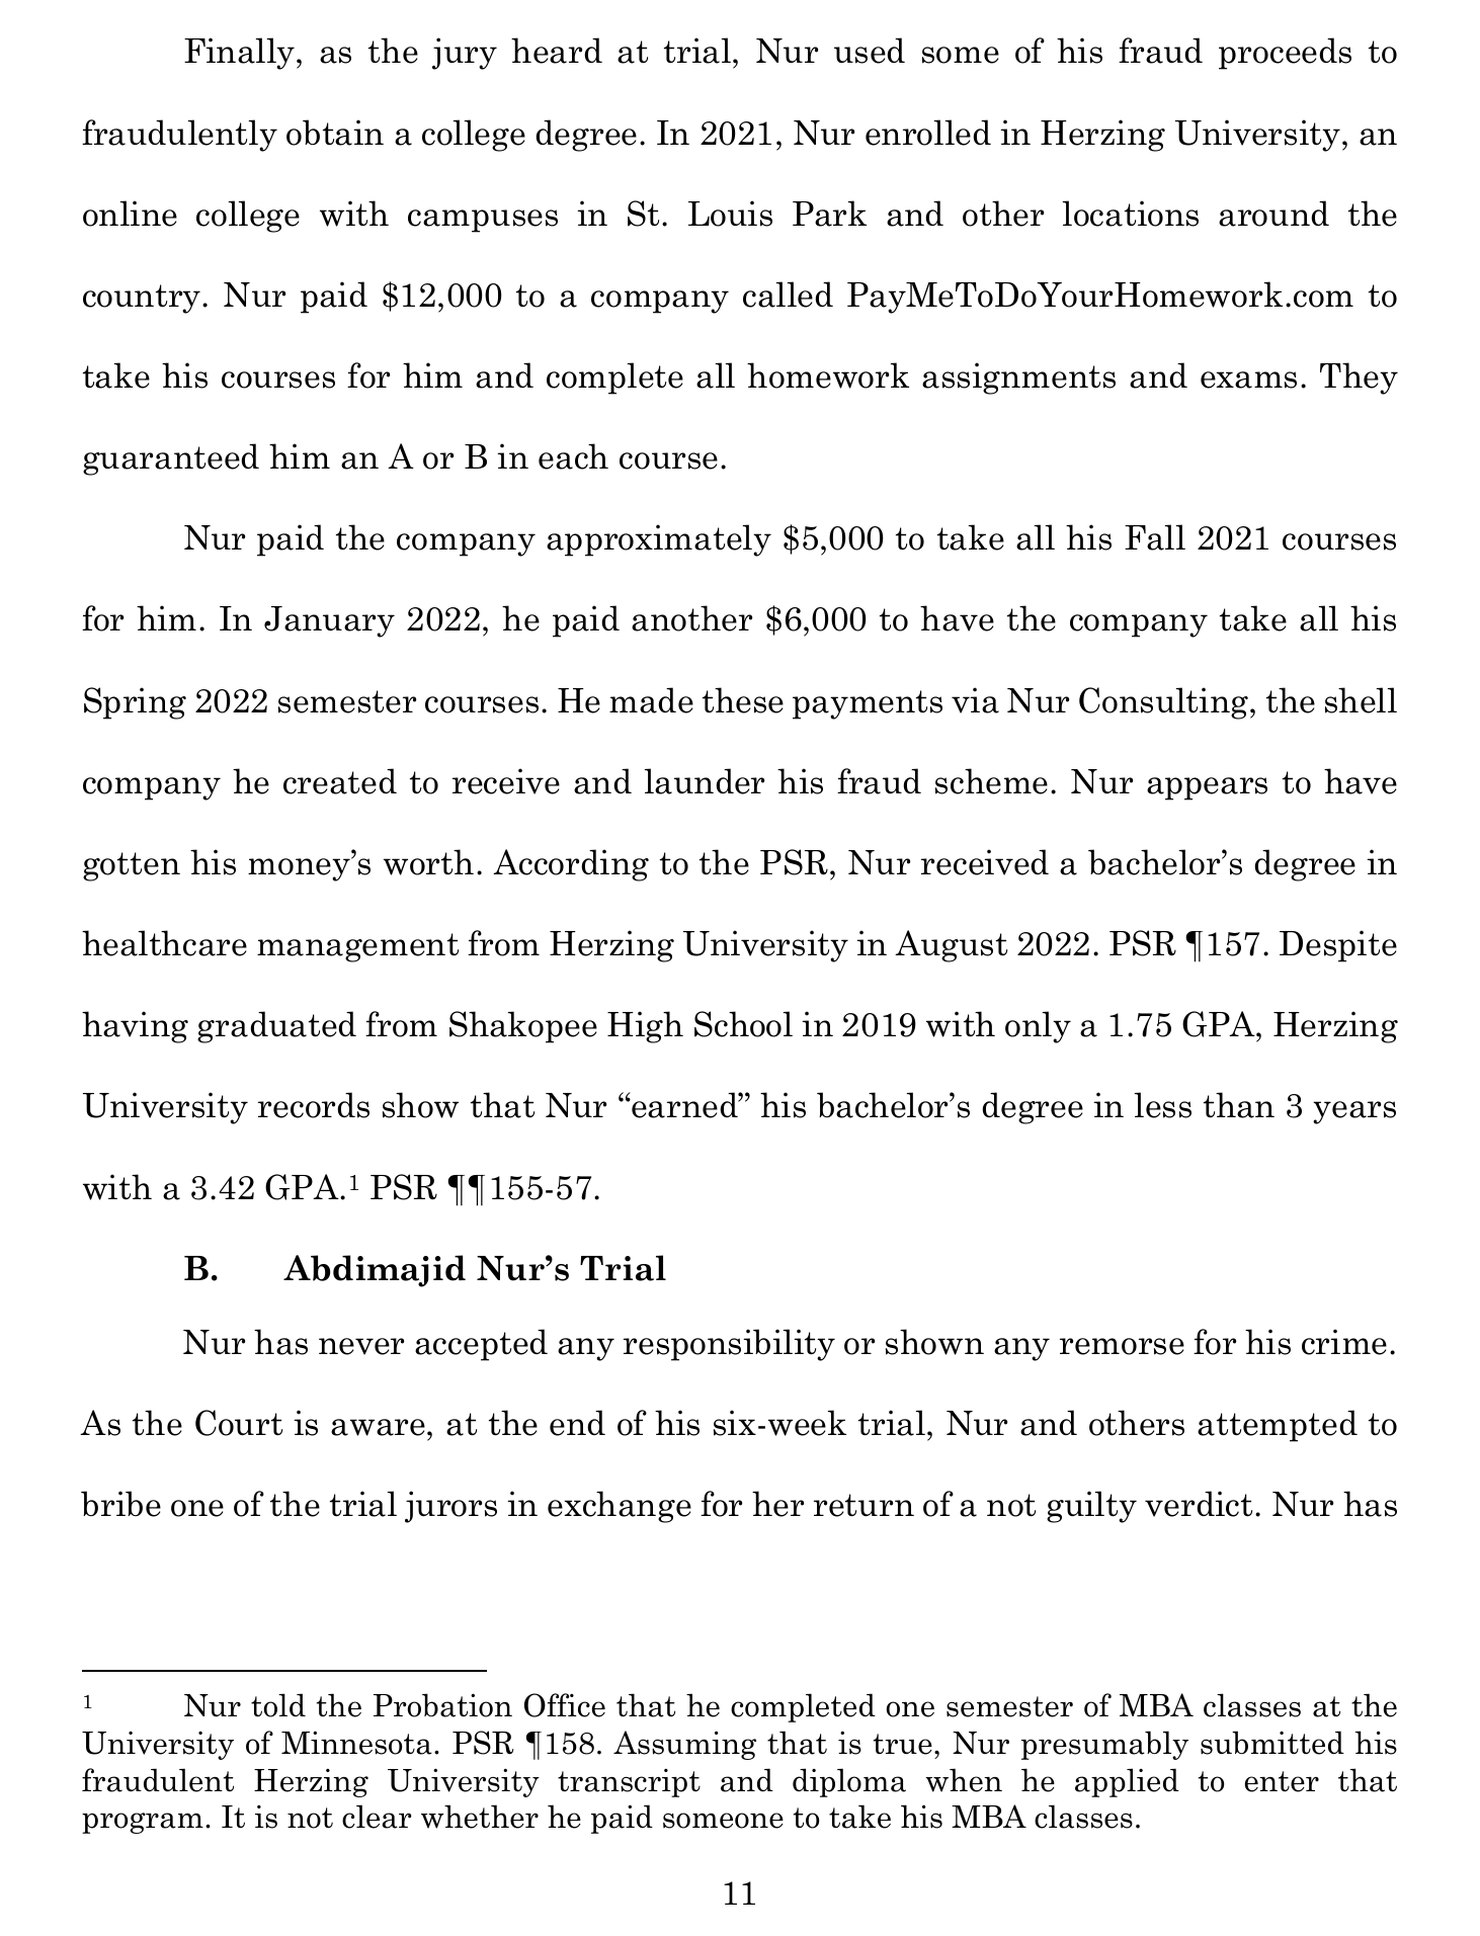 Finally, as the jury heard at trial, Nur used some of his fraud proceeds to
fraudulently obtain a college degree. In 2021, Nur enrolled in Herzing University, an
online college with campuses in St. Louis Park and other locations around the
country. Nur paid $12,000 to a company called PayMeToDoYourHomework.com to
take his courses for him and complete all homework assignments and exams. They
guaranteed him an A or B in each course.
Nur paid the company approximately $5,000 to take all his Fall 2021 courses
for him. In January 2022, he paid another $6,000 to have the company take all his
Spring 2022 semester courses. He made these payments via Nur Consulting, the shell
company he created to receive and launder his fraud scheme. Nur appears to have
gotten his money’s worth. According to the PSR, Nur received a bachelor’s degree in
healthcare management from Herzing University in August 2022. PSR ¶157. Despite
having graduated from Shakopee High School in 2019 with only a 1.75 GPA, Herzing
University records show that Nur “earned” his bachelor’s degree in less than 3 years
with a 3.42 GPA.¹ PSR ¶¶155-57.
B. Abdimajid Nur’s Trial
Nur has never accepted any responsibility or shown any remorse for his crime.
As the Court is aware, at the end of his six-week trial, Nur and others attempted to
bribe one of the trial jurors in exchange for her return of a not guilty verdict. Nur has
¹ Nur told the Probation Office that he completed one semester of MBA classes at the
University of Minnesota. PSR ¶158. Assuming that is true, Nur presumably submitted his
fraudulent Herzing University transcript and diploma when he applied to enter that
program. It is not clear whether he paid someone to take his MBA classes.
11